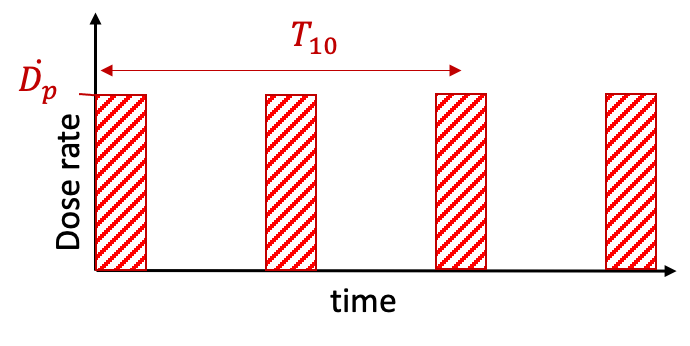 T₁₀
Ḋₚ
Dose rate
time